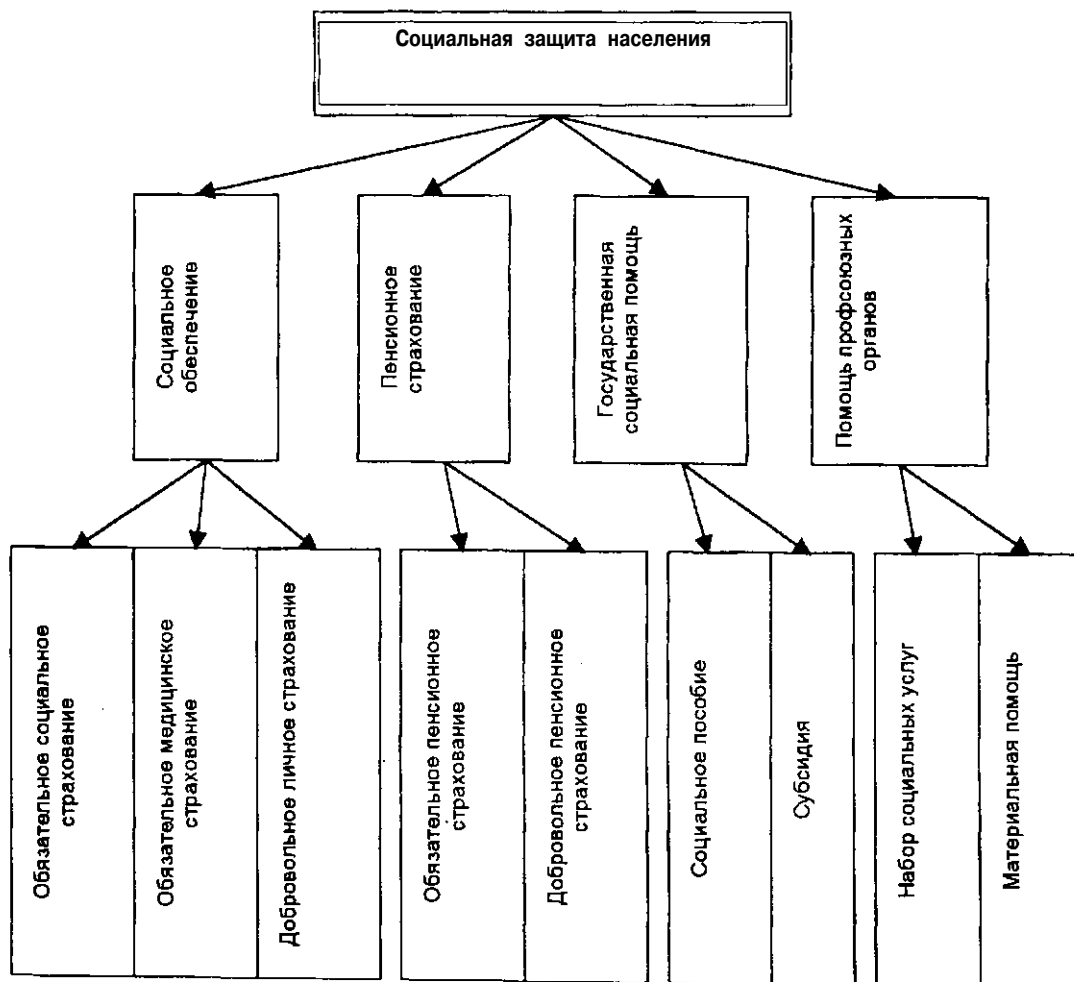 Социальная защита населения
Социальное
обеспечение
Пенсионное
страхование
Государственная
социальная помощь
Помощь профсоюзных
органов
Обязательное социальное
страхование
Обязательное медицинское
страхование
Добровольное личное страхование
Обязательное пенсионное
страхование
Добровольное пенсионное
страхование
Социальное пособие
Субсидия
Набор социальных услуг
Материальная помощь